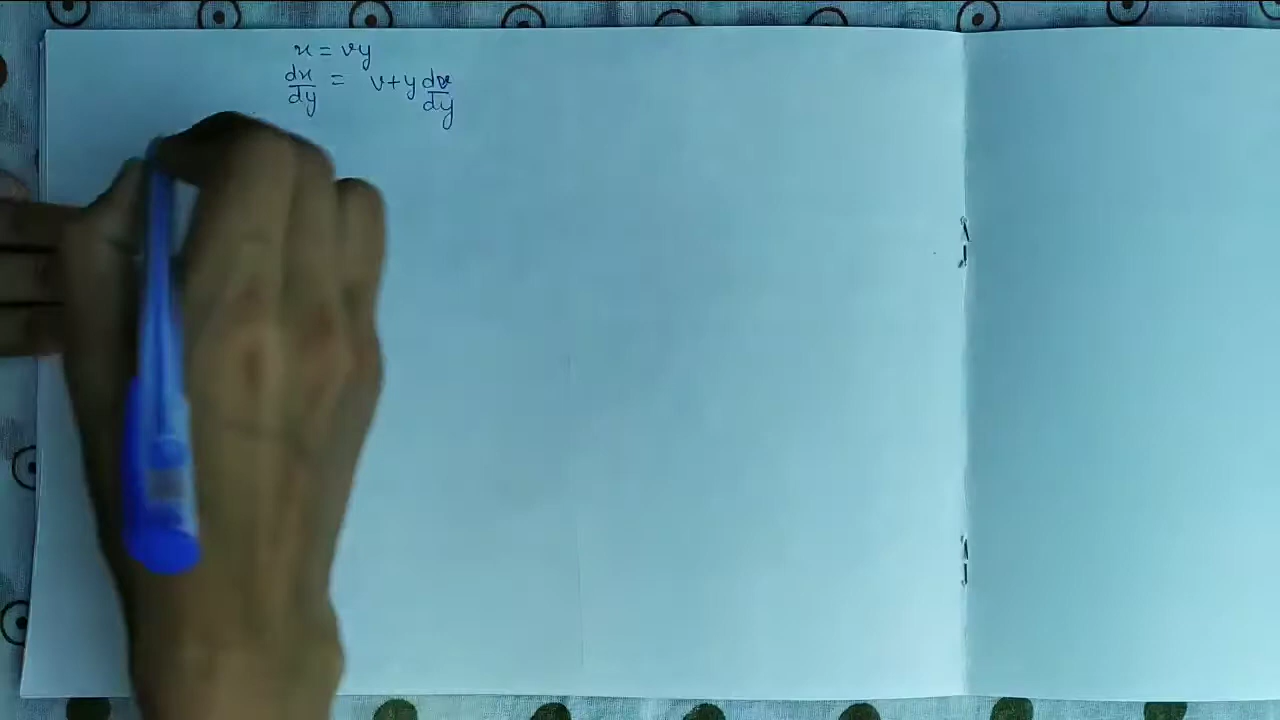 x = vy
dx/dy = v+y dv/dy